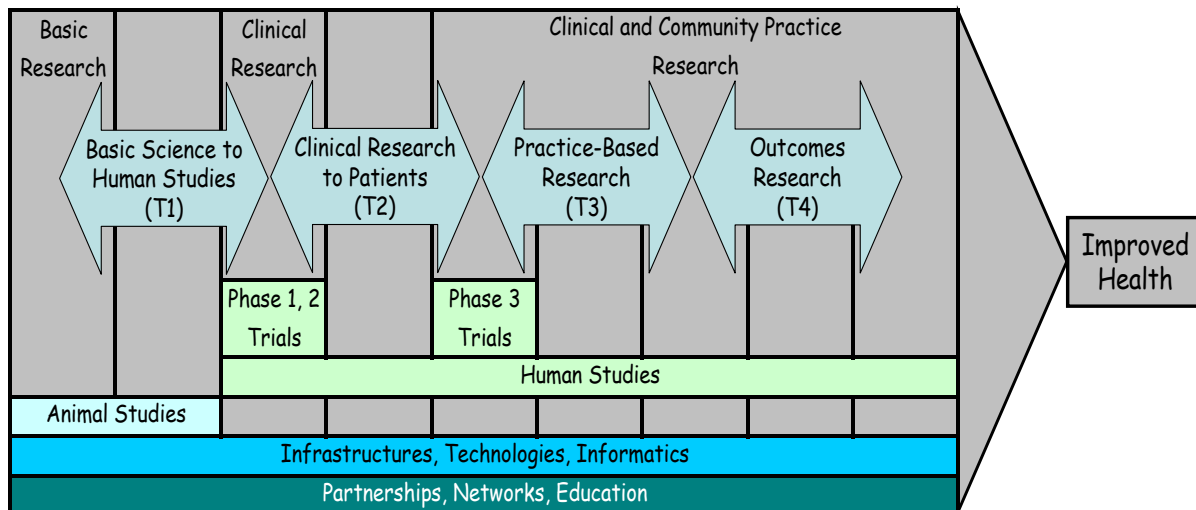 Basic
Research
Clinical
Research
Clinical and Community Practice
Research
Basic Science to
Human Studies
(T1)
Clinical Research
to Patients
(T2)
Practice-Based
Research
(T3)
Outcomes
Research
(T4)
Improved
Health
Phase 1, 2
Trials
Phase 3
Trials
Human Studies
Animal Studies
Infrastructures, Technologies, Informatics
Partnerships, Networks, Education